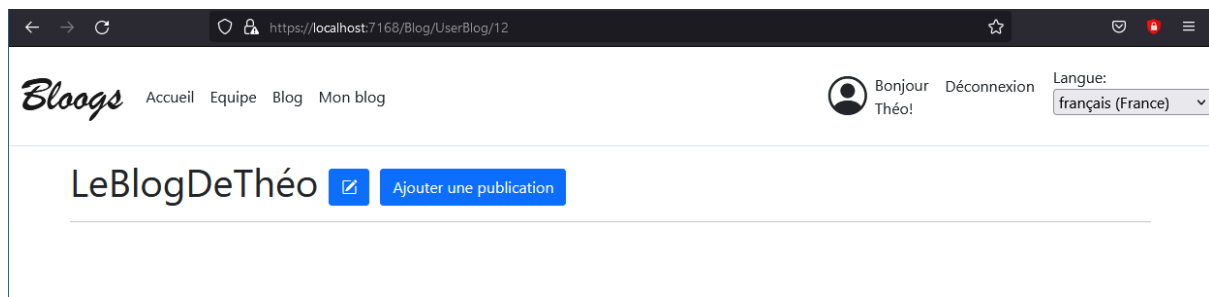 https://localhost:7168/Blog/UserBlog/12
Bloogs Accueil Equipe Blog Mon blog
Bonjour Théo! Déconnexion
Langue:
français (France)
LeBlogDeThéo Ajouter une publication